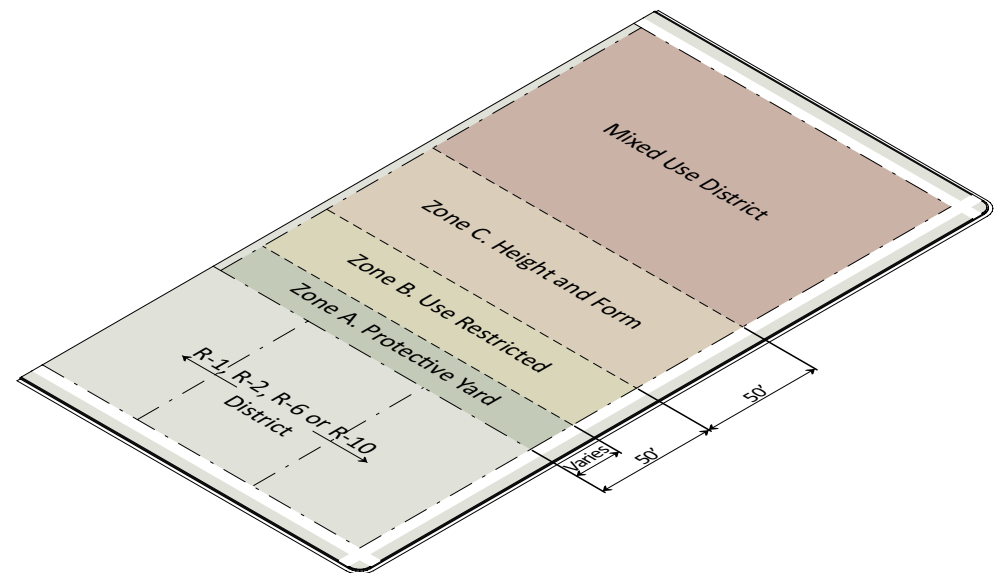 Mixed Use District
Zone C. Height and Form
Zone B. Use Restricted
Zone A. Protective Yard
R-1, R-2, R-6 or R-10
District
50'
50'
Varies